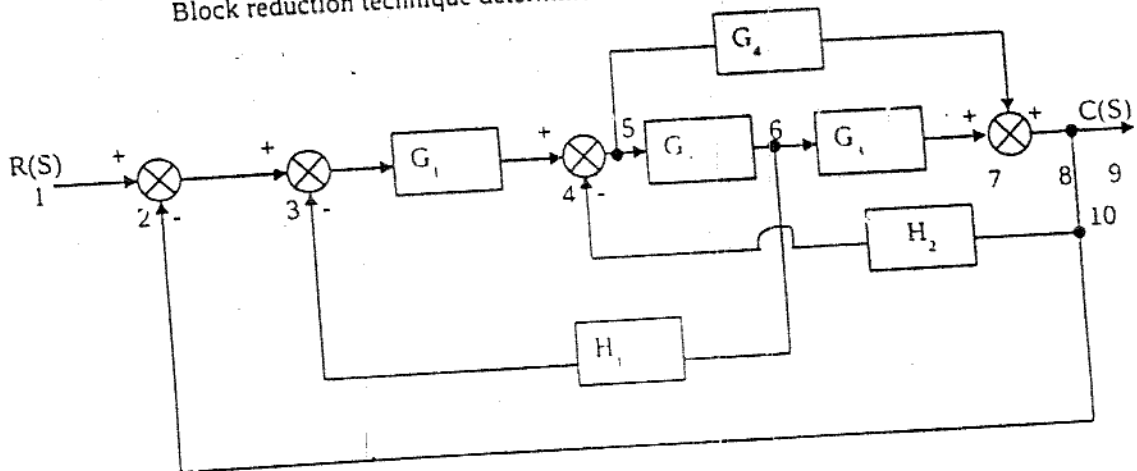 Block reduction technique
G4
R(S)
1
+
2
-
+
3
-
G1
+
4
-
5
G
6
G
+
7
+
8
C(S)
9
10
H2
H1